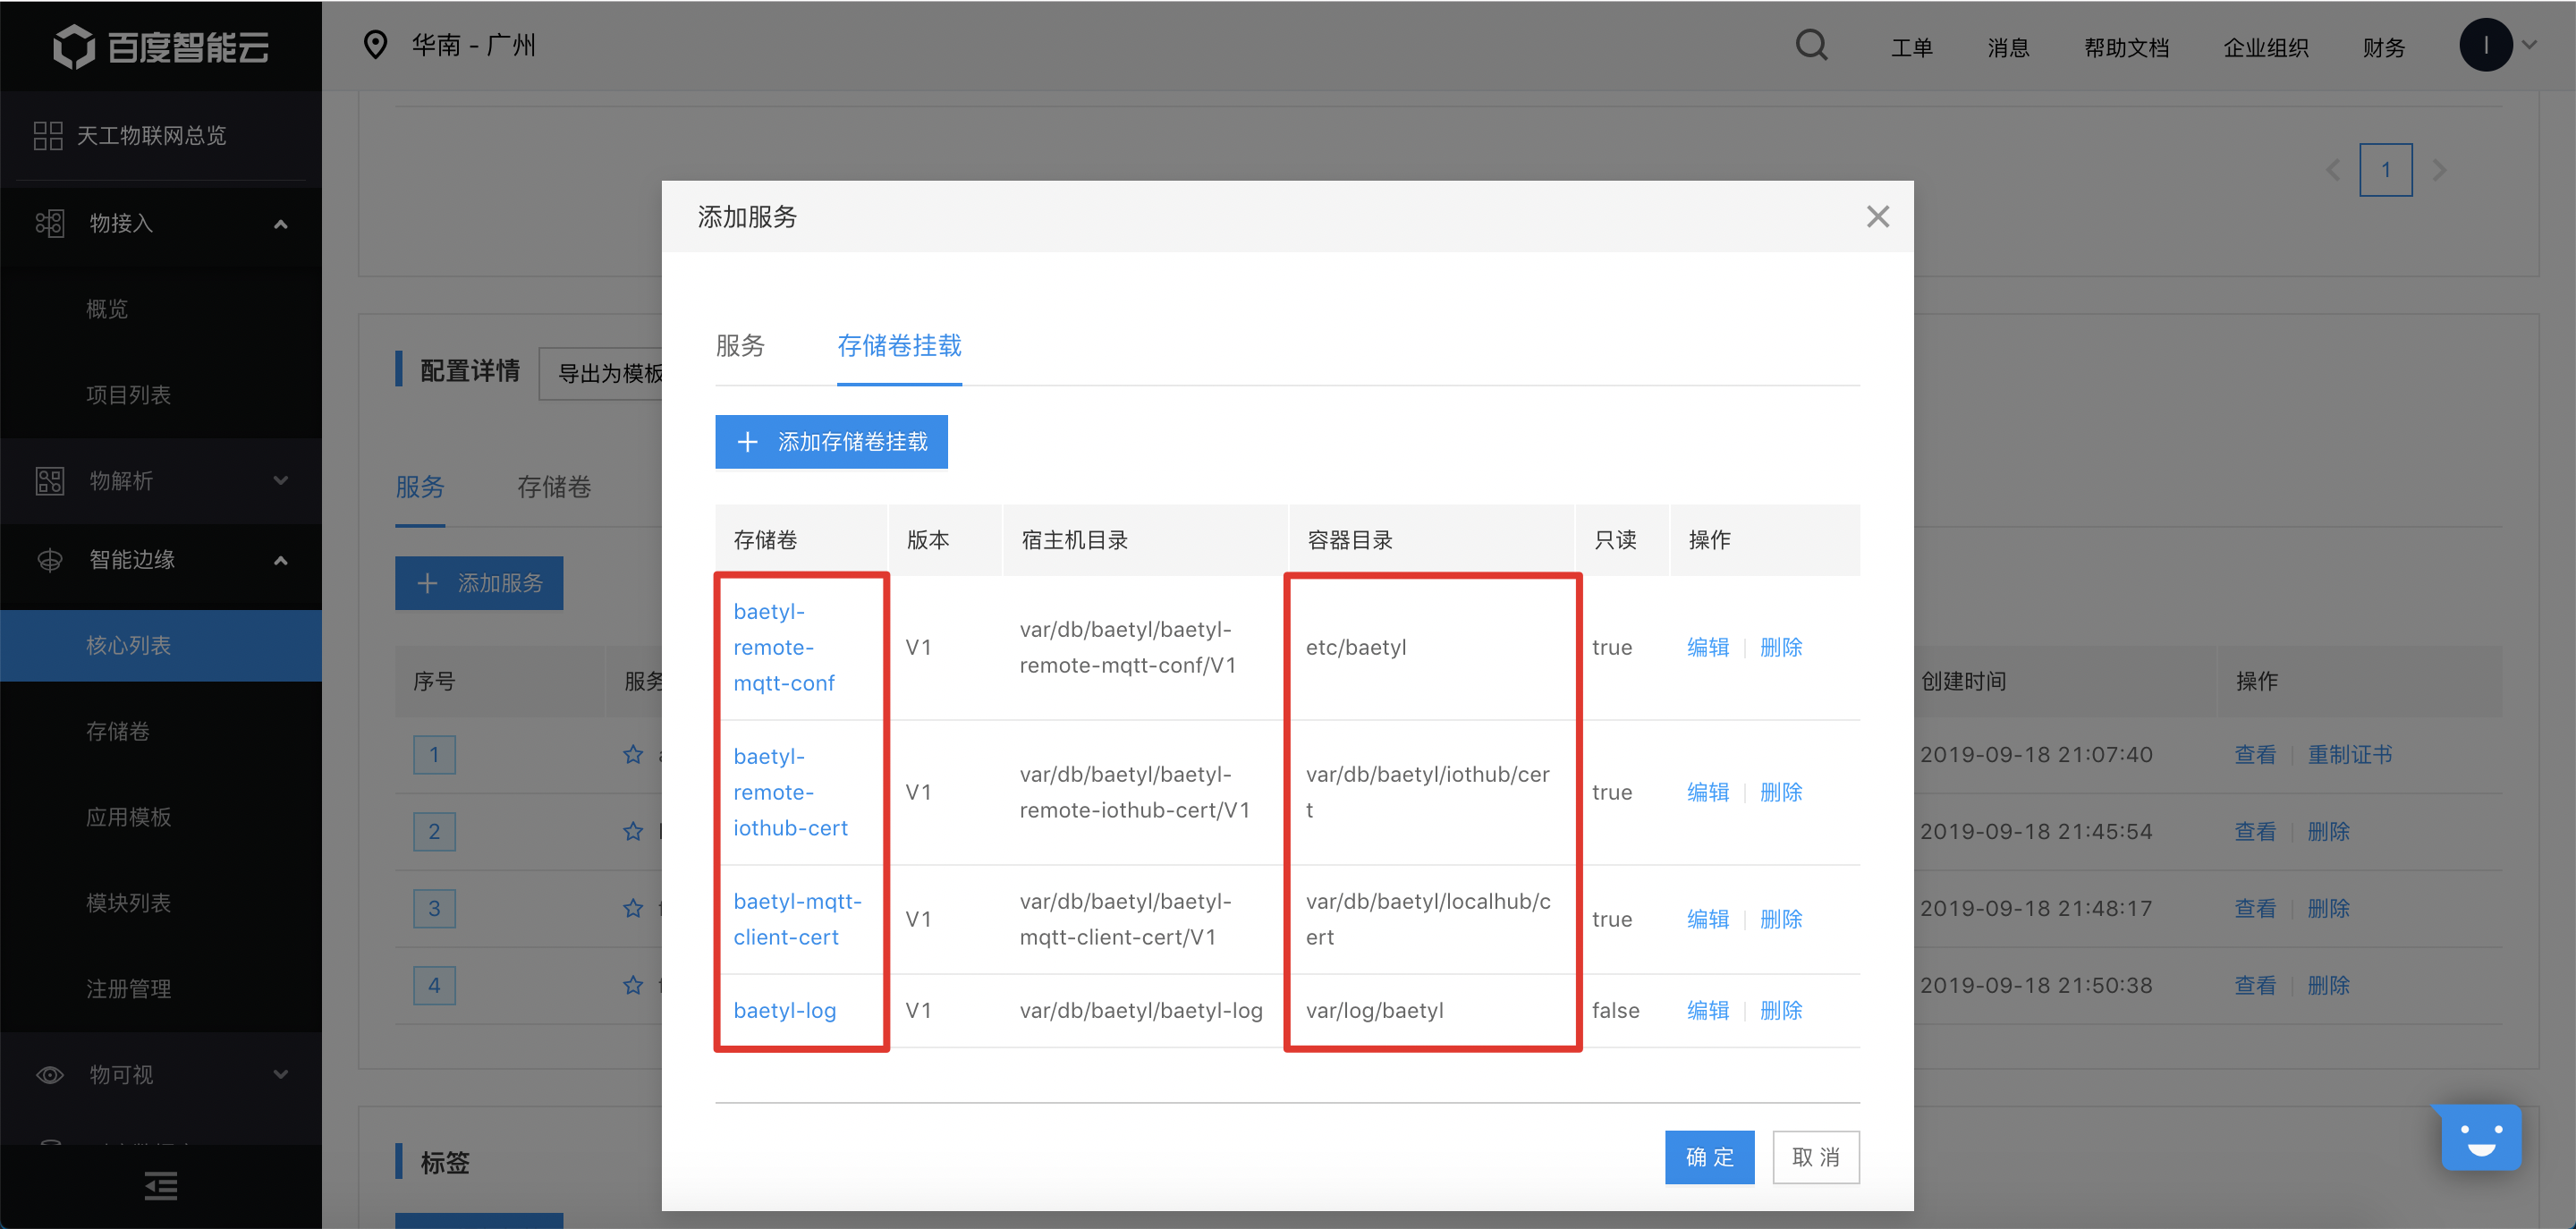 百度智能云
华南 - 广州
工单
消息
帮助文档
企业组织
财务
I
天工物联网总览
物接入
概览
项目列表
物解析
智能边缘
核心列表
存储卷
应用模板
模块列表
注册管理
物可视
1
配置详情
导出为模板
服务
存储卷
添加服务
序号
服务
创建时间
操作
1
2019-09-18 21:07:40
查看
重制证书
2
2019-09-18 21:45:54
查看
删除
3
2019-09-18 21:48:17
查看
删除
4
2019-09-18 21:50:38
查看
删除
标签
添加服务
服务
存储卷挂载
添加存储卷挂载
存储卷 版本 宿主机目录 容器目录 只读 操作
baetyl-
remote-
mqtt-conf
V1
var/db/baetyl/baetyl-
remote-mqtt-conf/V1
etc/baetyl
true
编辑
删除
baetyl-
remote-
iothub-cert
V1
var/db/baetyl/baetyl-
remote-iothub-cert/V1
var/db/baetyl/iothub/cer
t
true
编辑
删除
baetyl-mqtt-
client-cert
V1
var/db/baetyl/baetyl-
mqtt-client-cert/V1
var/db/baetyl/localhub/c
ert
true
编辑
删除
baetyl-log
V1
var/db/baetyl/baetyl-log
var/log/baetyl
false
编辑
删除
确定
取消